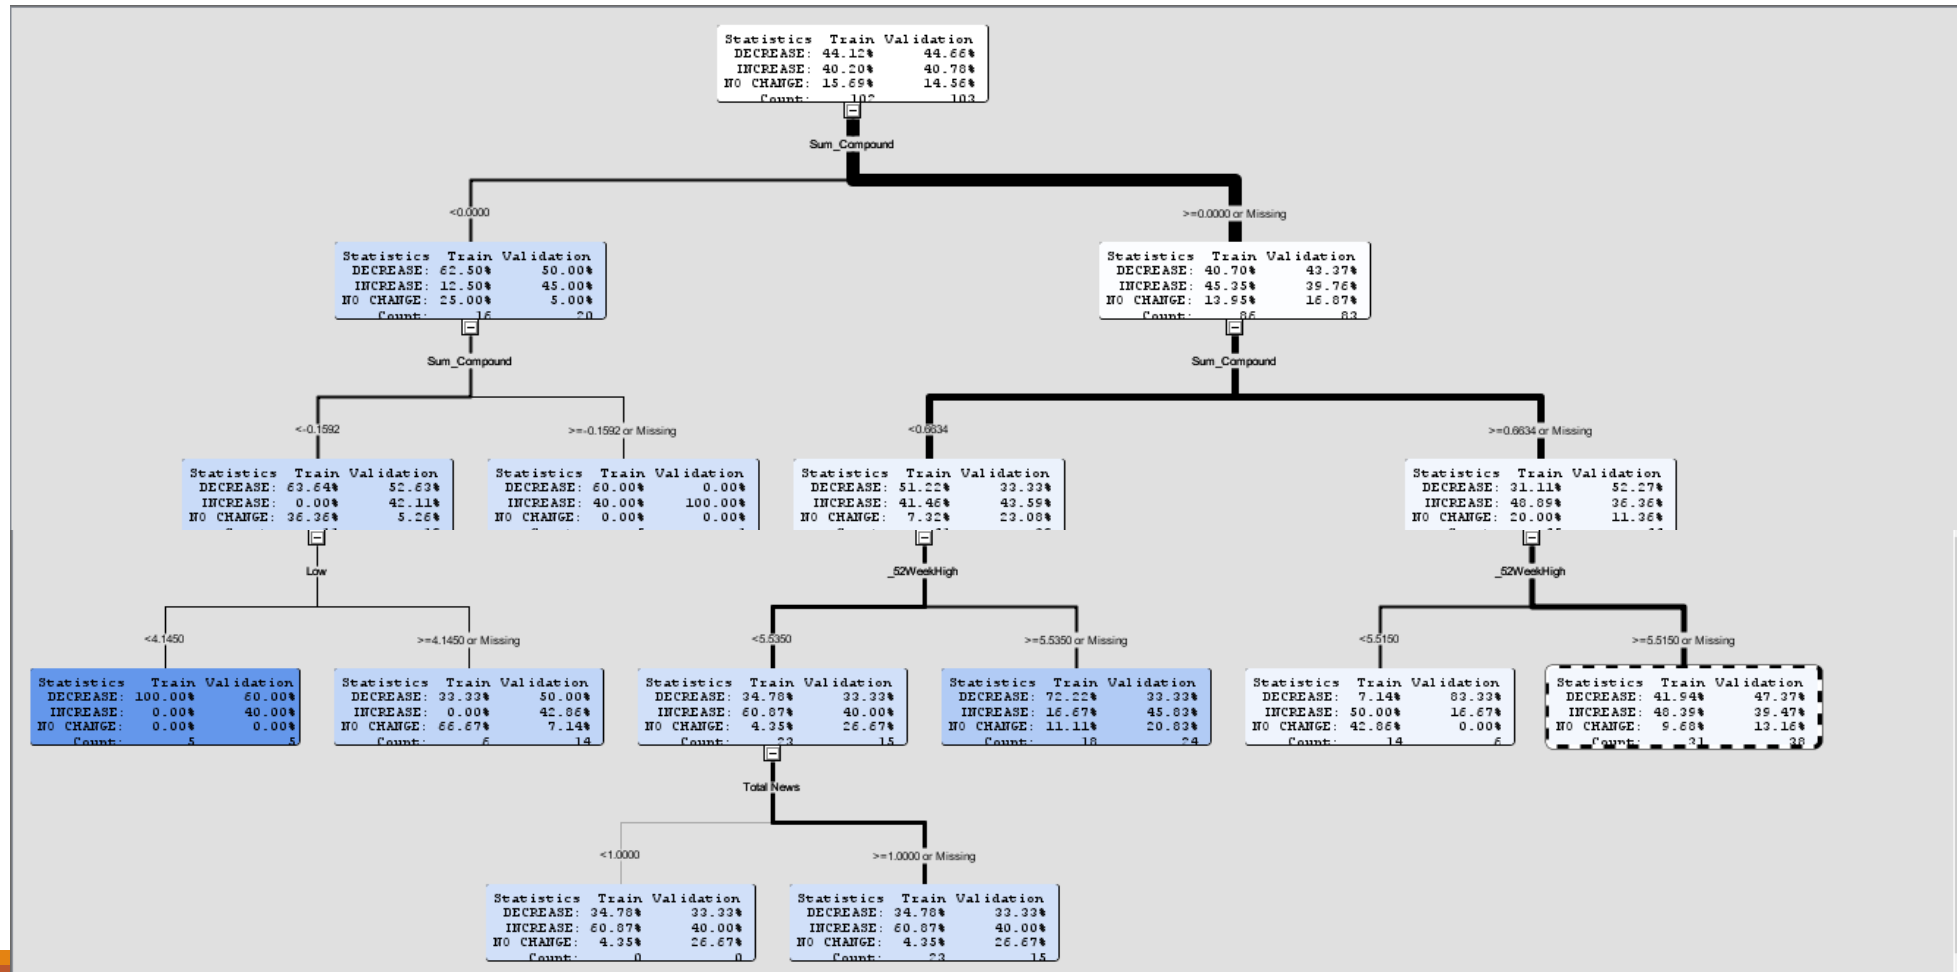 Statistics Train Validation
DECREASE: 44.12% 44.66%
INCREASE: 40.20% 40.78%
NO CHANGE: 15.69% 14.56%
Count: 102 103
Sum_Compound
<0.0000
>=0.0000 or Missing
Statistics Train Validation
DECREASE: 62.50% 50.00%
INCREASE: 12.50% 45.00%
NO CHANGE: 25.00% 5.00%
Count: 16 20
Statistics Train Validation
DECREASE: 40.70% 43.37%
INCREASE: 45.35% 39.76%
NO CHANGE: 13.95% 16.87%
Count: 86 83
Sum_Compound
Sum_Compound
<-0.1592
>=-0.1592 or Missing
<0.6634
>=0.6634 or Missing
Statistics Train Validation
DECREASE: 63.64% 52.63%
INCREASE: 0.00% 42.11%
NO CHANGE: 36.36% 5.26%
Statistics Train Validation
DECREASE: 60.00% 0.00%
INCREASE: 40.00% 100.00%
NO CHANGE: 0.00% 0.00%
Statistics Train Validation
DECREASE: 51.22% 33.33%
INCREASE: 41.46% 43.59%
NO CHANGE: 7.32% 23.08%
Statistics Train Validation
DECREASE: 31.11% 52.27%
INCREASE: 48.89% 36.36%
NO CHANGE: 20.00% 11.36%
Low
_52WeekHigh
_52WeekHigh
<4.1450
>=4.1450 or Missing
<5.5350
>=5.5350 or Missing
<5.5150
>=5.5150 or Missing
Statistics Train Validation
DECREASE: 100.00% 60.00%
INCREASE: 0.00% 40.00%
NO CHANGE: 0.00% 0.00%
Count: 5 5
Statistics Train Validation
DECREASE: 33.33% 50.00%
INCREASE: 0.00% 42.86%
NO CHANGE: 66.67% 7.14%
Count: 6 14
Statistics Train Validation
DECREASE: 34.78% 33.33%
INCREASE: 60.87% 40.00%
NO CHANGE: 4.35% 26.67%
Count: 23 15
Statistics Train Validation
DECREASE: 72.22% 33.33%
INCREASE: 16.67% 45.83%
NO CHANGE: 11.11% 20.83%
Count: 18 24
Statistics Train Validation
DECREASE: 7.14% 83.33%
INCREASE: 50.00% 16.67%
NO CHANGE: 42.86% 0.00%
Count: 14 6
Statistics Train Validation
DECREASE: 41.94% 47.37%
INCREASE: 48.39% 39.47%
NO CHANGE: 9.68% 13.16%
Count: 31 38
Total News
<1.0000
>=1.0000 or Missing
Statistics Train Validation
DECREASE: 34.78% 33.33%
INCREASE: 60.87% 40.00%
NO CHANGE: 4.35% 26.67%
Count: 0 0
Statistics Train Validation
DECREASE: 34.78% 33.33%
INCREASE: 60.87% 40.00%
NO CHANGE: 4.35% 26.67%
Count: 23 15